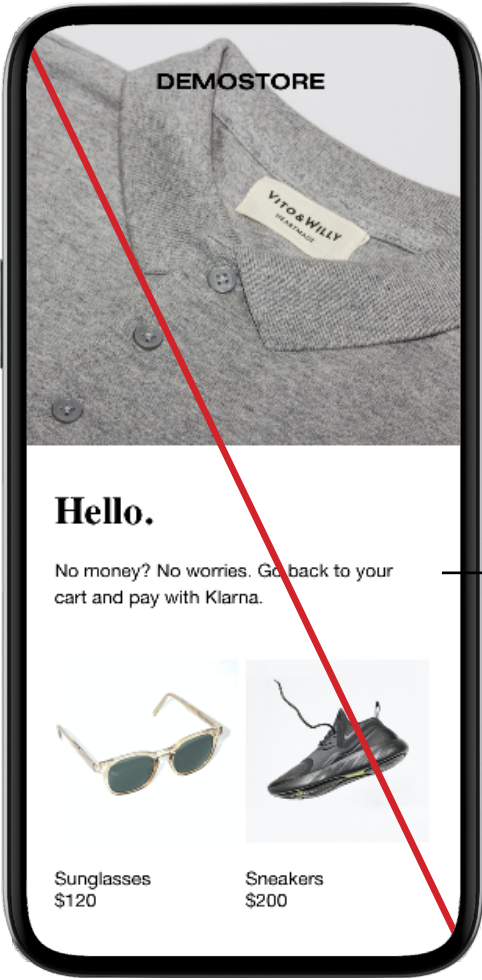 DEMOSTORE
VITO&WILLY
HEARTMADE
Hello.
No money? No worries. Go back to your
cart and pay with Klarna.
Sunglasses
$120
Sneakers
$200